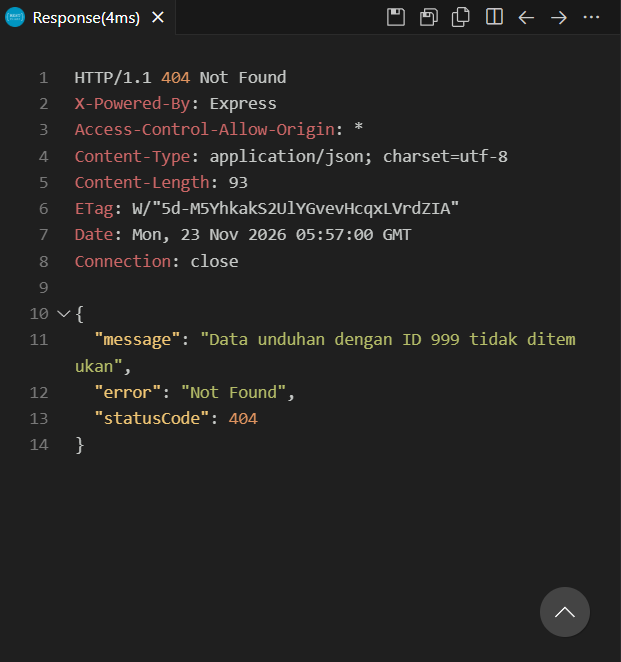 Response(4ms)
1 HTTP/1.1 404 Not Found
2 X-Powered-By: Express
3 Access-Control-Allow-Origin: *
4 Content-Type: application/json; charset=utf-8
5 Content-Length: 93
6 ETag: W/"5d-M5YhkakS2UlYGvevHcqxLVrdZIA"
7 Date: Mon, 23 Nov 2026 05:57:00 GMT
8 Connection: close
9
10 {
11 "message": "Data unduhan dengan ID 999 tidak ditem
ukan",
12 "error": "Not Found",
13 "statusCode": 404
14 }